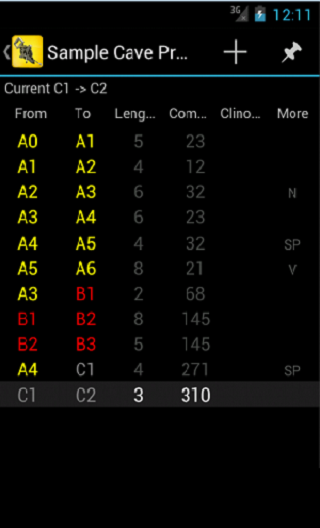 3G 12:11
Sample Cave Pr...
Current C1 -> C2
From To Leng... Com... Clino... More
A0 A1 5 23
A1 A2 4 12
A2 A3 6 32 N
A3 A4 6 23
A4 A5 4 32 SP
A5 A6 8 21 V
A3 B1 2 68
B1 B2 8 145
B2 B3 5 145
A4 C1 4 271 SP
C1 C2 3 310